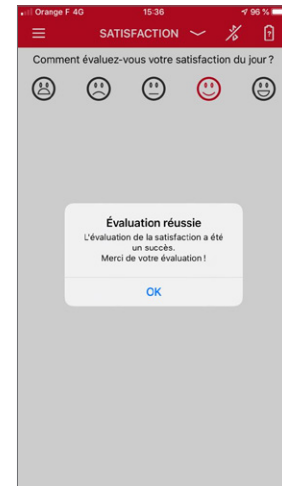 Orange F 4G 15:36 96 %
SATISFACTION
Comment évaluez-vous votre satisfaction du jour ?
Évaluation réussie
L'évaluation de la satisfaction a été
un succès.
Merci de votre évaluation !
OK